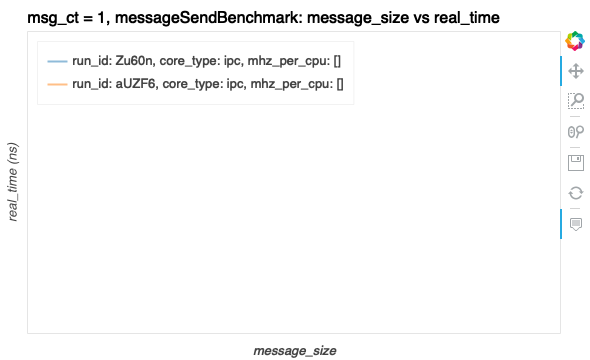 msg_ct = 1, messageSendBenchmark: message_size vs real_time
run_id: Zu60n, core_type: ipc, mhz_per_cpu: []
run_id: aUZF6, core_type: ipc, mhz_per_cpu: []
real_time (ns)
message_size